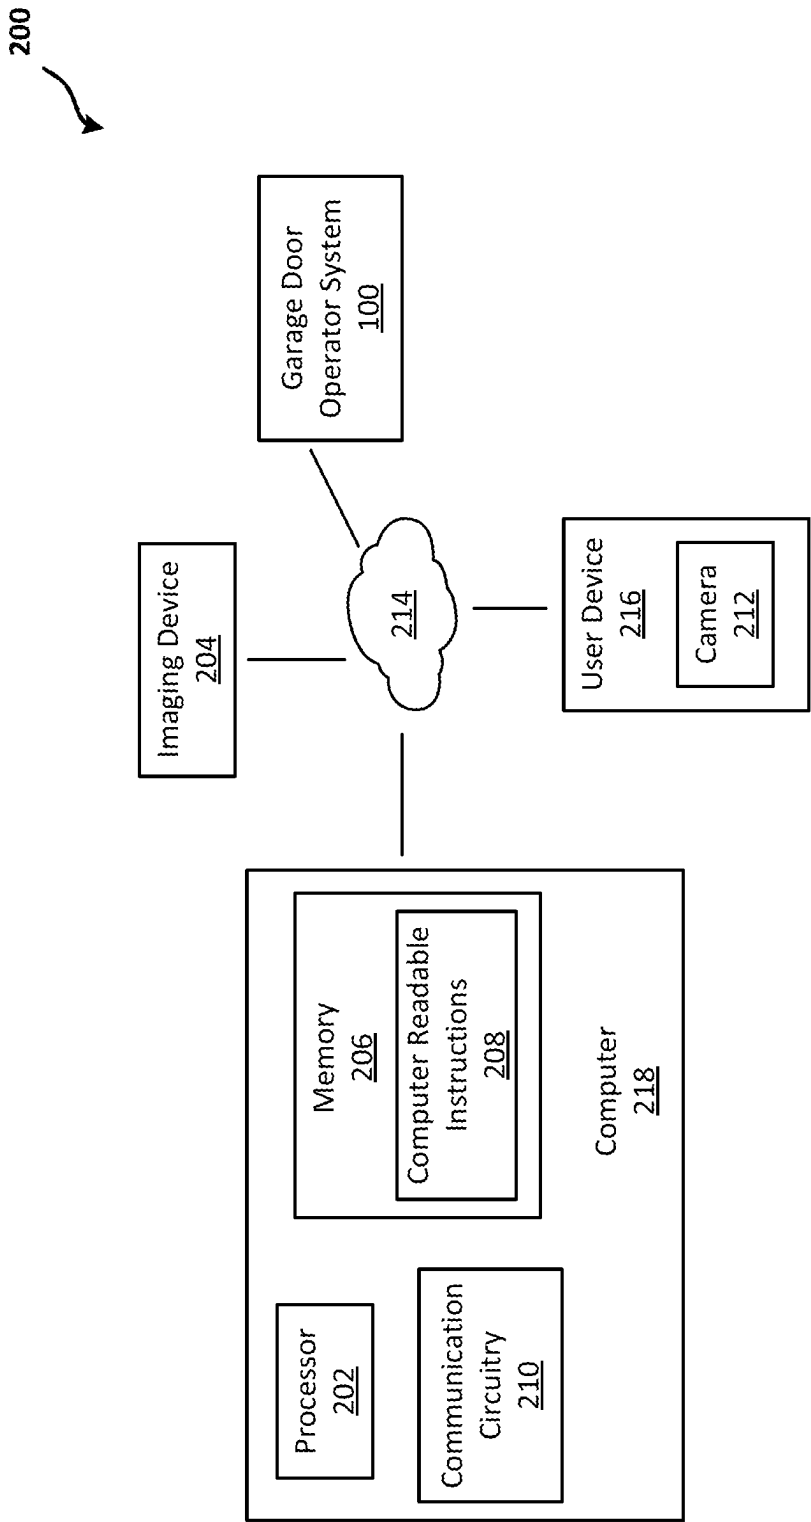 200
Imaging Device
204
Garage Door
Operator System
100
214
User Device
216
Camera
212
Processor
202
Communication
Circuitry
210
Memory
206
Computer Readable
Instructions
208
Computer
218